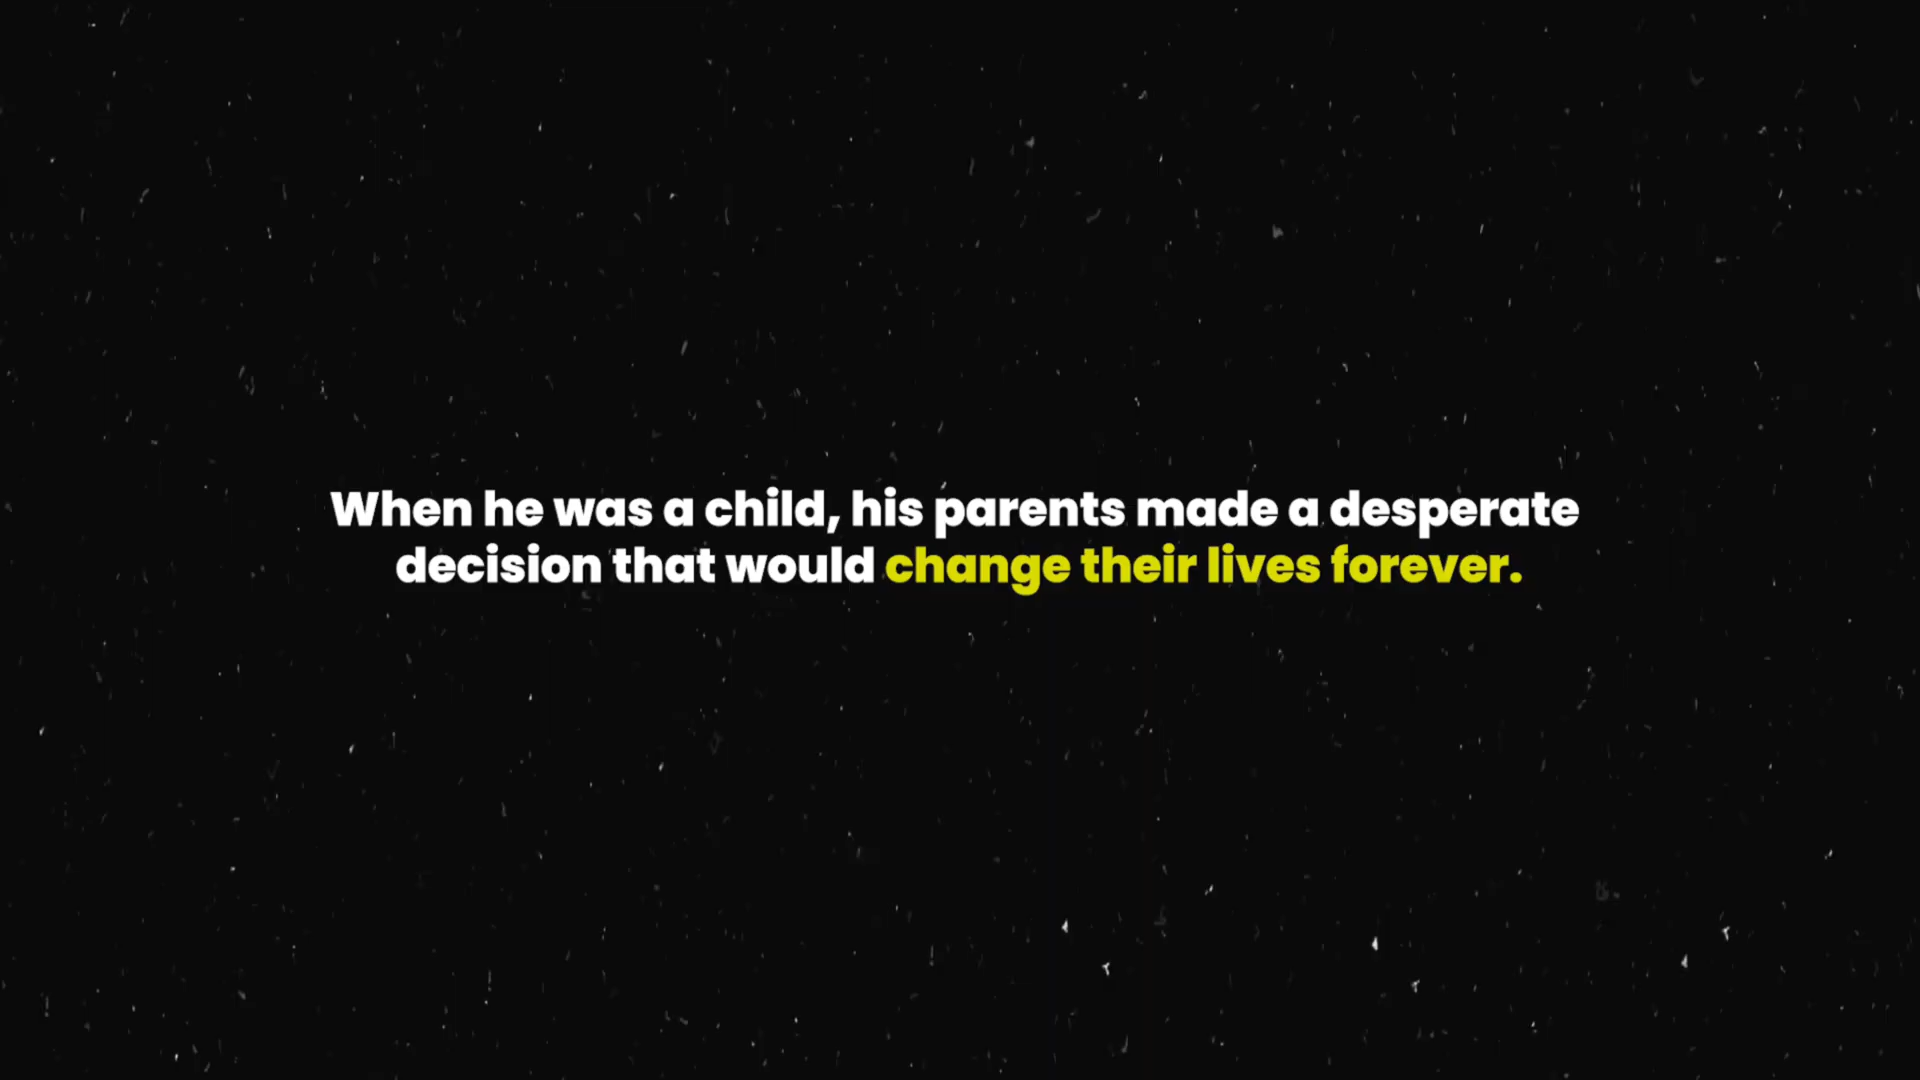 When he was a child, his parents made a desperate
decision that would change their lives forever.